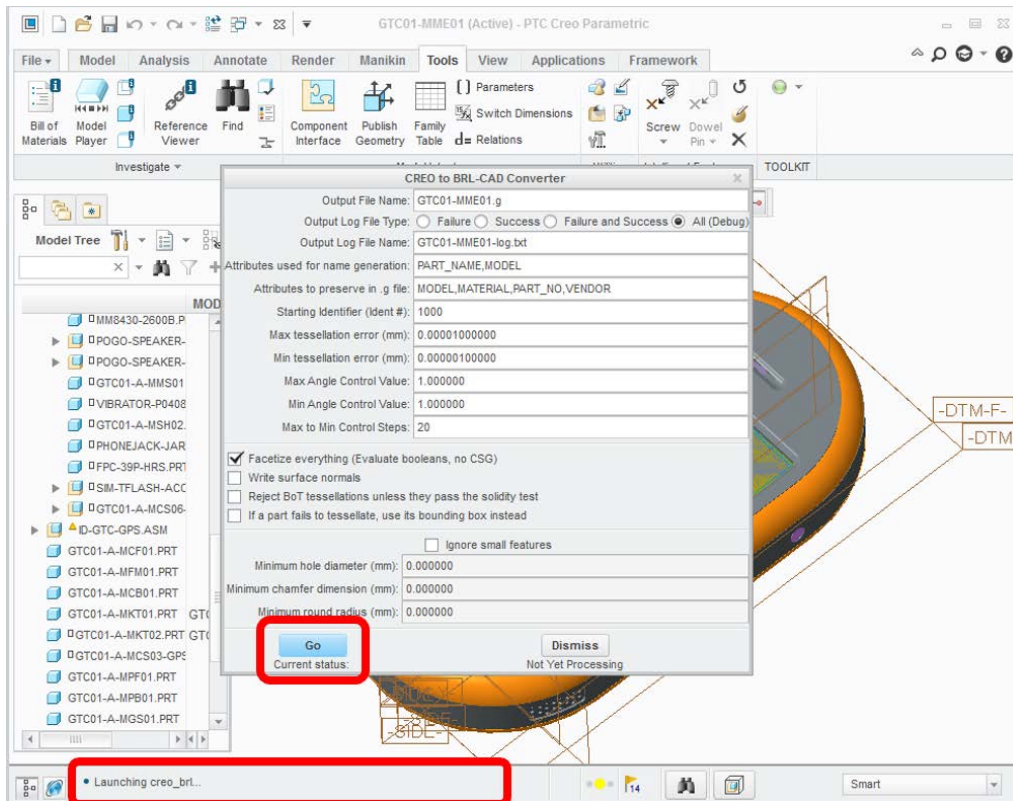 GTC01-MME01 (Active) - PTC Creo Parametric
File Model Analysis Annotate Render Manikin Tools View Applications Framework
Bill of Materials
Model Player
Reference Viewer
Find
Component Interface
Publish Geometry
Family Table
[ ] Parameters
Switch Dimensions
d= Relations
Screw
Dowel Pin
Investigate
TOOLKIT
Model Tree
MOD
MM8430-2600B.P
POGO-SPEAKER-
POGO-SPEAKER-
GTC01-A-MMS01
VIBRATOR-P0408
GTC01-A-MSH02.
PHONEJACK-JAR
FPC-39P-HRS.PRT
SIM-TFLASH-ACC
GTC01-A-MCS06-
ID-GTC-GPS.ASM
GTC01-A-MCF01.PRT
GTC01-A-MFM01.PRT
GTC01-A-MCB01.PRT
GTC01-A-MKT01.PRT GT
GTC01-A-MKT02.PRT GT
GTC01-A-MCS03-GPS
GTC01-A-MPF01.PRT
GTC01-A-MPB01.PRT
GTC01-A-MGS01.PRT
CREO to BRL-CAD Converter
Output File Name: GTC01-MME01.g
Output Log File Type: Failure Success Failure and Success All (Debug)
Output Log File Name: GTC01-MME01-log.txt
Attributes used for name generation: PART_NAME,MODEL
Attributes to preserve in .g file: MODEL,MATERIAL,PART_NO,VENDOR
Starting Identifier (Ident #): 1000
Max tessellation error (mm): 0.00001000000
Min tessellation error (mm): 0.00000100000
Max Angle Control Value: 1.000000
Min Angle Control Value: 1.000000
Max to Min Control Steps: 20
Facetize everything (Evaluate booleans, no CSG)
Write surface normals
Reject BoT tessellations unless they pass the solidity test
If a part fails to tessellate, use its bounding box instead
Ignore small features
Minimum hole diameter (mm): 0.000000
Minimum chamfer dimension (mm): 0.000000
Minimum round radius (mm): 0.000000
Go Dismiss
Current status: Not Yet Processing
-DTM-F-
-DTM
-SIDE-
Launching creo_brl...
14
Smart